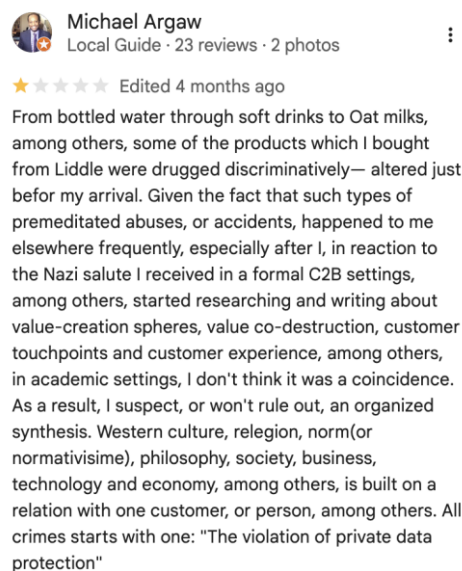 Michael Argaw
Local Guide · 23 reviews · 2 photos
Edited 4 months ago
From bottled water through soft drinks to Oat milks,
among others, some of the products which I bought
from Liddle were drugged discriminatively— altered just
befor my arrival. Given the fact that such types of
premeditated abuses, or accidents, happened to me
elsewhere frequently, especially after I, in reaction to
the Nazi salute I received in a formal C2B settings,
among others, started researching and writing about
value-creation spheres, value co-destruction, customer
touchpoints and customer experience, among others,
in academic settings, I don't think it was a coincidence.
As a result, I suspect, or won't rule out, an organized
synthesis. Western culture, relegion, norm(or
normativisime), philosophy, society, business,
technology and economy, among others, is built on a
relation with one customer, or person, among others. All
crimes starts with one: "The violation of private data
protection"